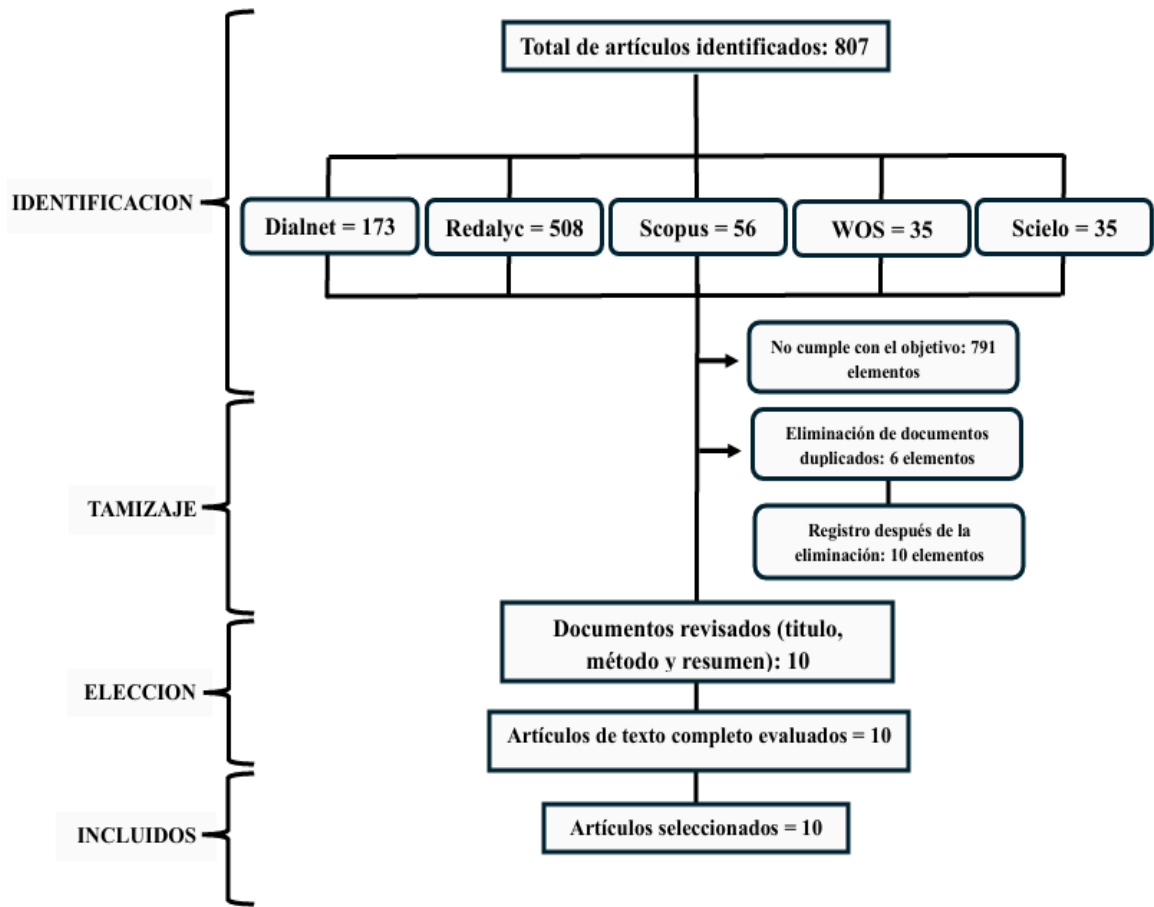 Total de artículos identificados: 807
IDENTIFICACION
Dialnet = 173
Redalyc = 508
Scopus = 56
WOS = 35
Scielo = 35
No cumple con el objetivo: 791
elementos
Eliminación de documentos
duplicados: 6 elementos
TAMIZAJE
Registro después de la
eliminación: 10 elementos
Documentos revisados (titulo,
método y resumen): 10
ELECCION
Artículos de texto completo evaluados = 10
INCLUIDOS
Artículos seleccionados = 10